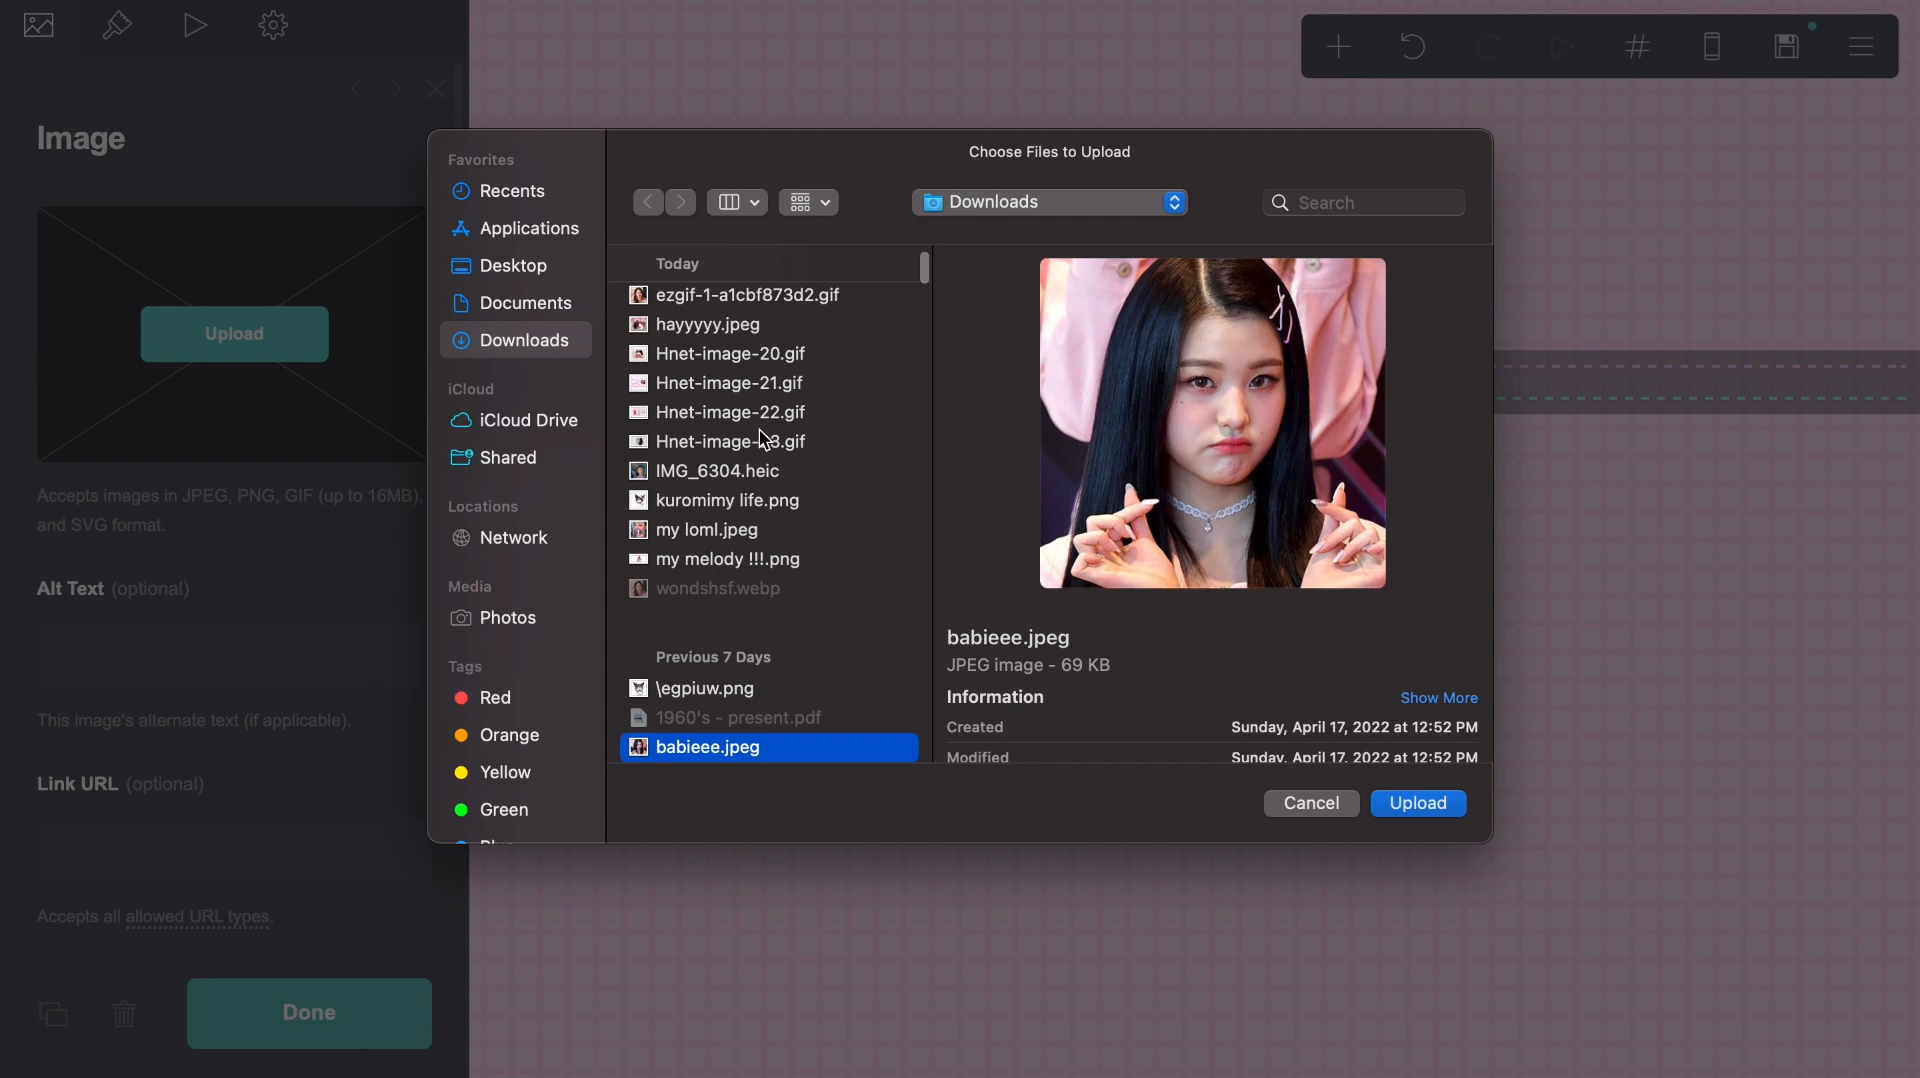 Image
Upload
Accepts images in JPEG, PNG, GIF (up to 16MB),
and SVG format.
Alt Text (optional)
This image's alternate text (if applicable).
Link URL (optional)
Accepts all allowed URL types.
Done
Favorites
Recents
Applications
Desktop
Documents
Downloads
iCloud
iCloud Drive
Shared
Locations
Network
Media
Photos
Tags
Red
Orange
Yellow
Green
Choose Files to Upload
Downloads
Search
Today
ezgif-1-a1cbf873d2.gif
hayyyyy.jpeg
Hnet-image-20.gif
Hnet-image-21.gif
Hnet-image-22.gif
IMG_6304.heic
kuromimy life.png
my loml.jpeg
my melody !!!.png
wondshsf.webp
Previous 7 Days
\egpiuw.png
1960's - present.pdf
babieee.jpeg
babieee.jpeg
JPEG image - 69 KB
Information
Show More
Created
Sunday, April 17, 2022 at 12:52 PM
Modified
Sunday, April 17, 2022 at 12:52 PM
Cancel
Upload